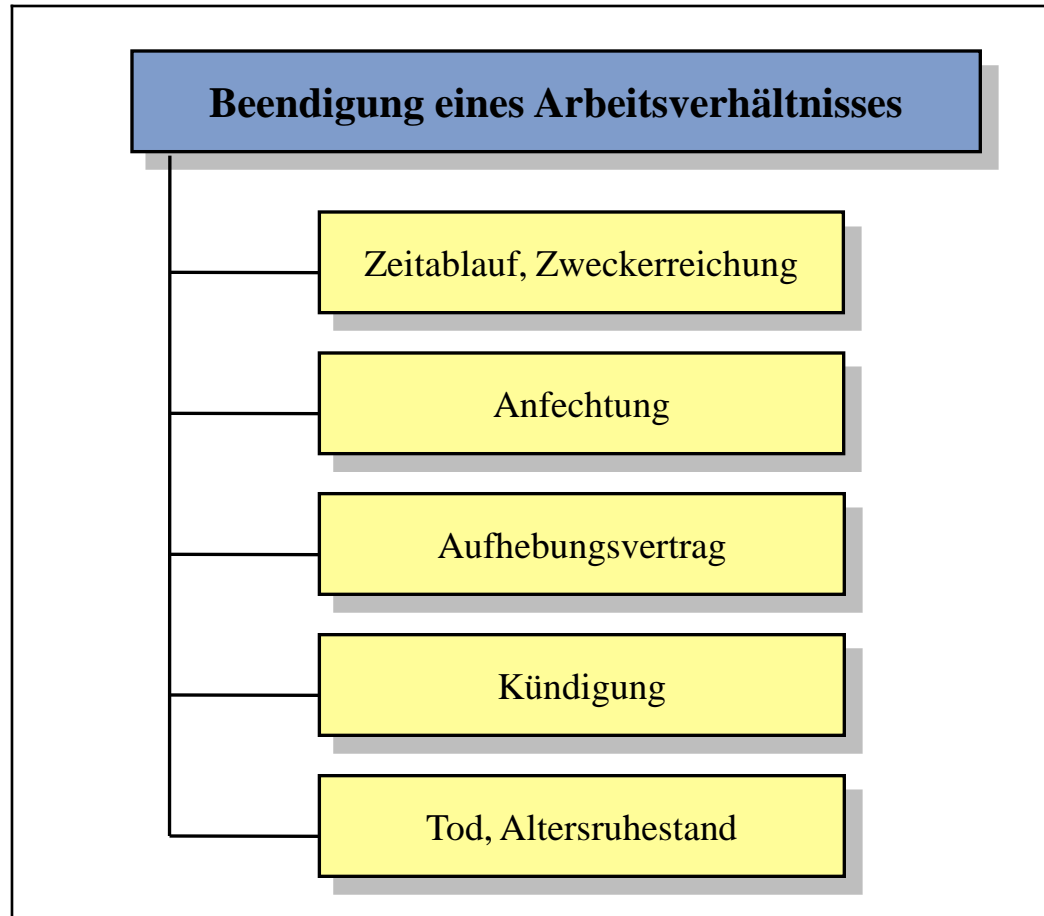 Beendigung eines Arbeitsverhältnisses
Zeitablauf, Zweckerreichung
Anfechtung
Aufhebungsvertrag
Kündigung
Tod, Altersruhestand